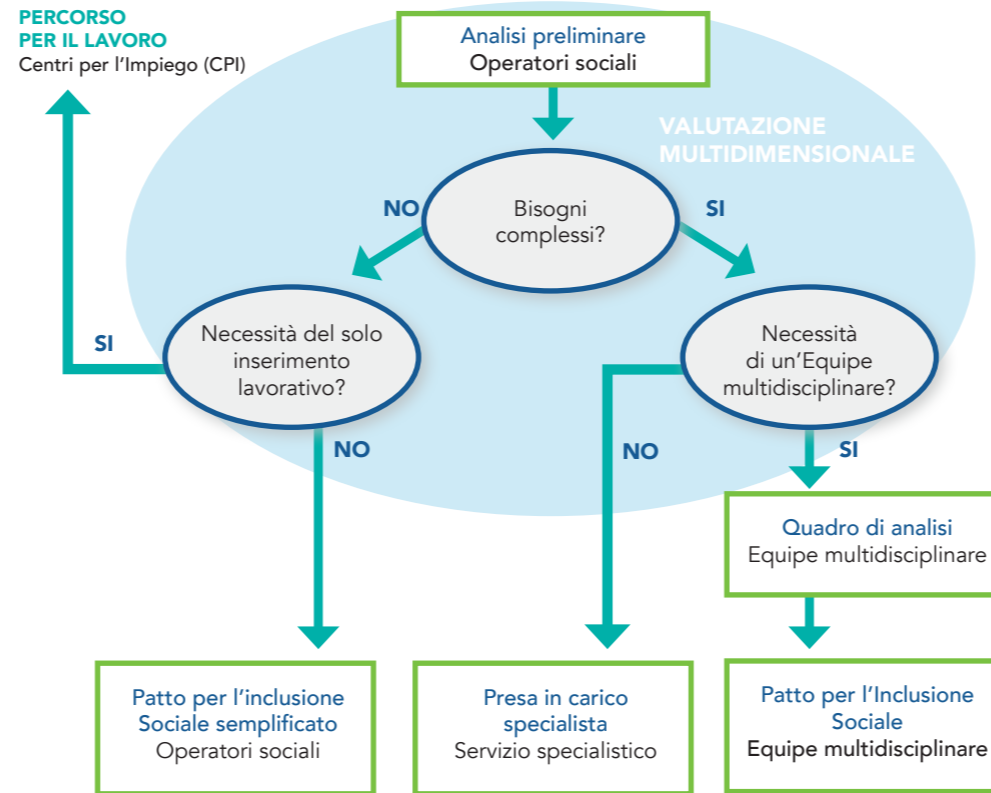 PERCORSO
PER IL LAVORO
Centri per l'Impiego (CPI)
Analisi preliminare
Operatori sociali
VALUTAZIONE
MULTIDIMENSIONALE
NO
Bisogni
complessi?
SI
SI
Necessità del solo
inserimento
lavorativo?
Necessità
di un'Equipe
multidisciplinare?
NO
NO
SI
Quadro di analisi
Equipe multidisciplinare
Patto per l'inclusione
Sociale semplificato
Operatori sociali
Presa in carico
specialista
Servizio specialistico
Patto per l'Inclusione
Sociale
Equipe multidisciplinare